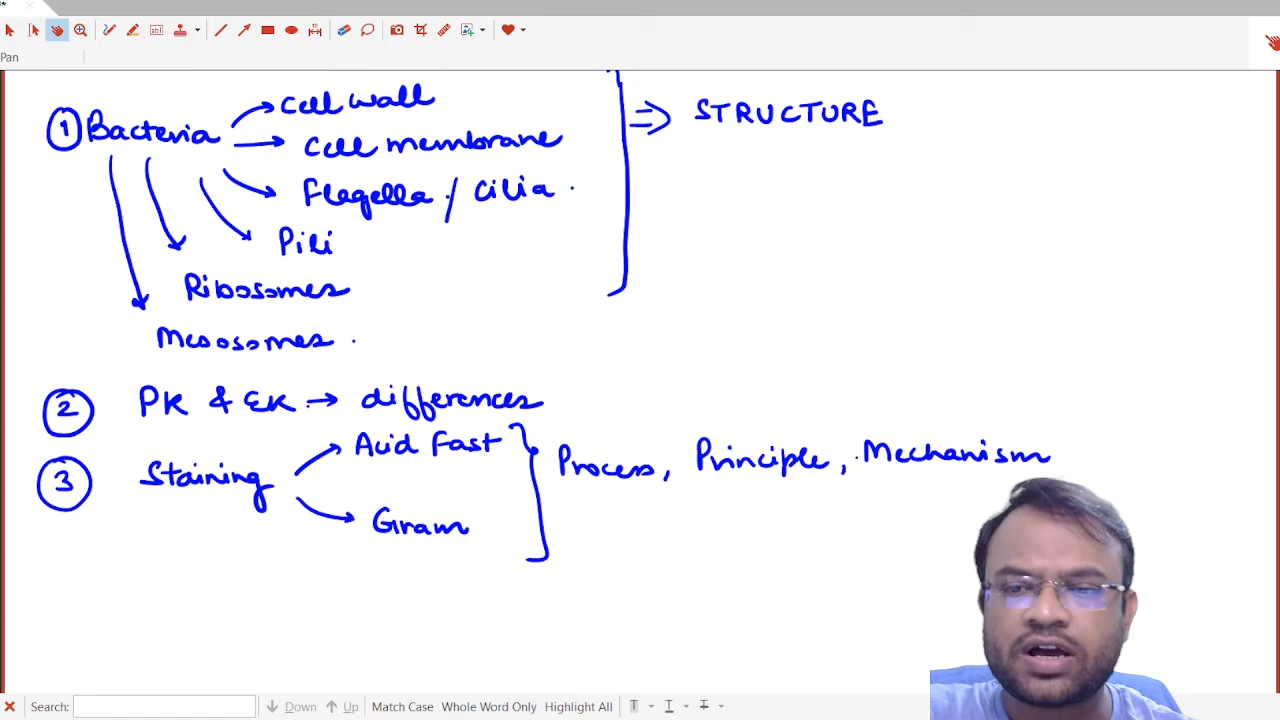 Pan
① Bacteria
Cell wall
Cell membrane
Flagella / Cilia
Pili
Ribosomes
Mesosomes
⇒ STRUCTURE
② PK & EK → differences
③ Staining
Acid Fast
Gram
Process, Principle, Mechanism
Search: Down Up Match Case Whole Word Only Highlight All